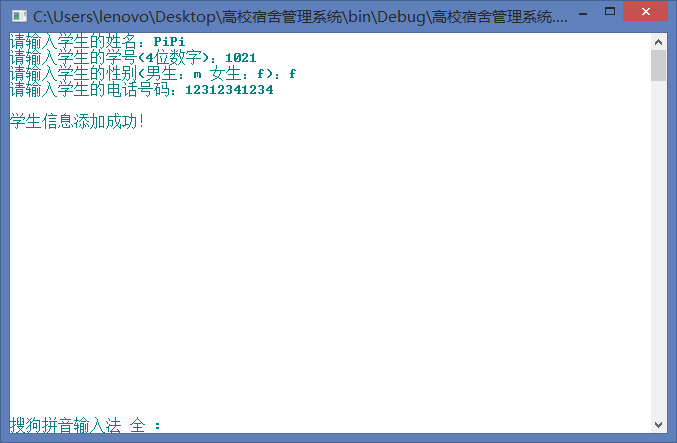 C:\Users\lenovo\Desktop\高校宿舍管理系统\bin\Debug\高校宿舍管理系统....
请输入学生的姓名：PiPi
请输入学生的学号(4位数字)：1021
请输入学生的性别(男生：m 女生：f)：f
请输入学生的电话号码：12312341234
学生信息添加成功!
搜狗拼音输入法 全 ：